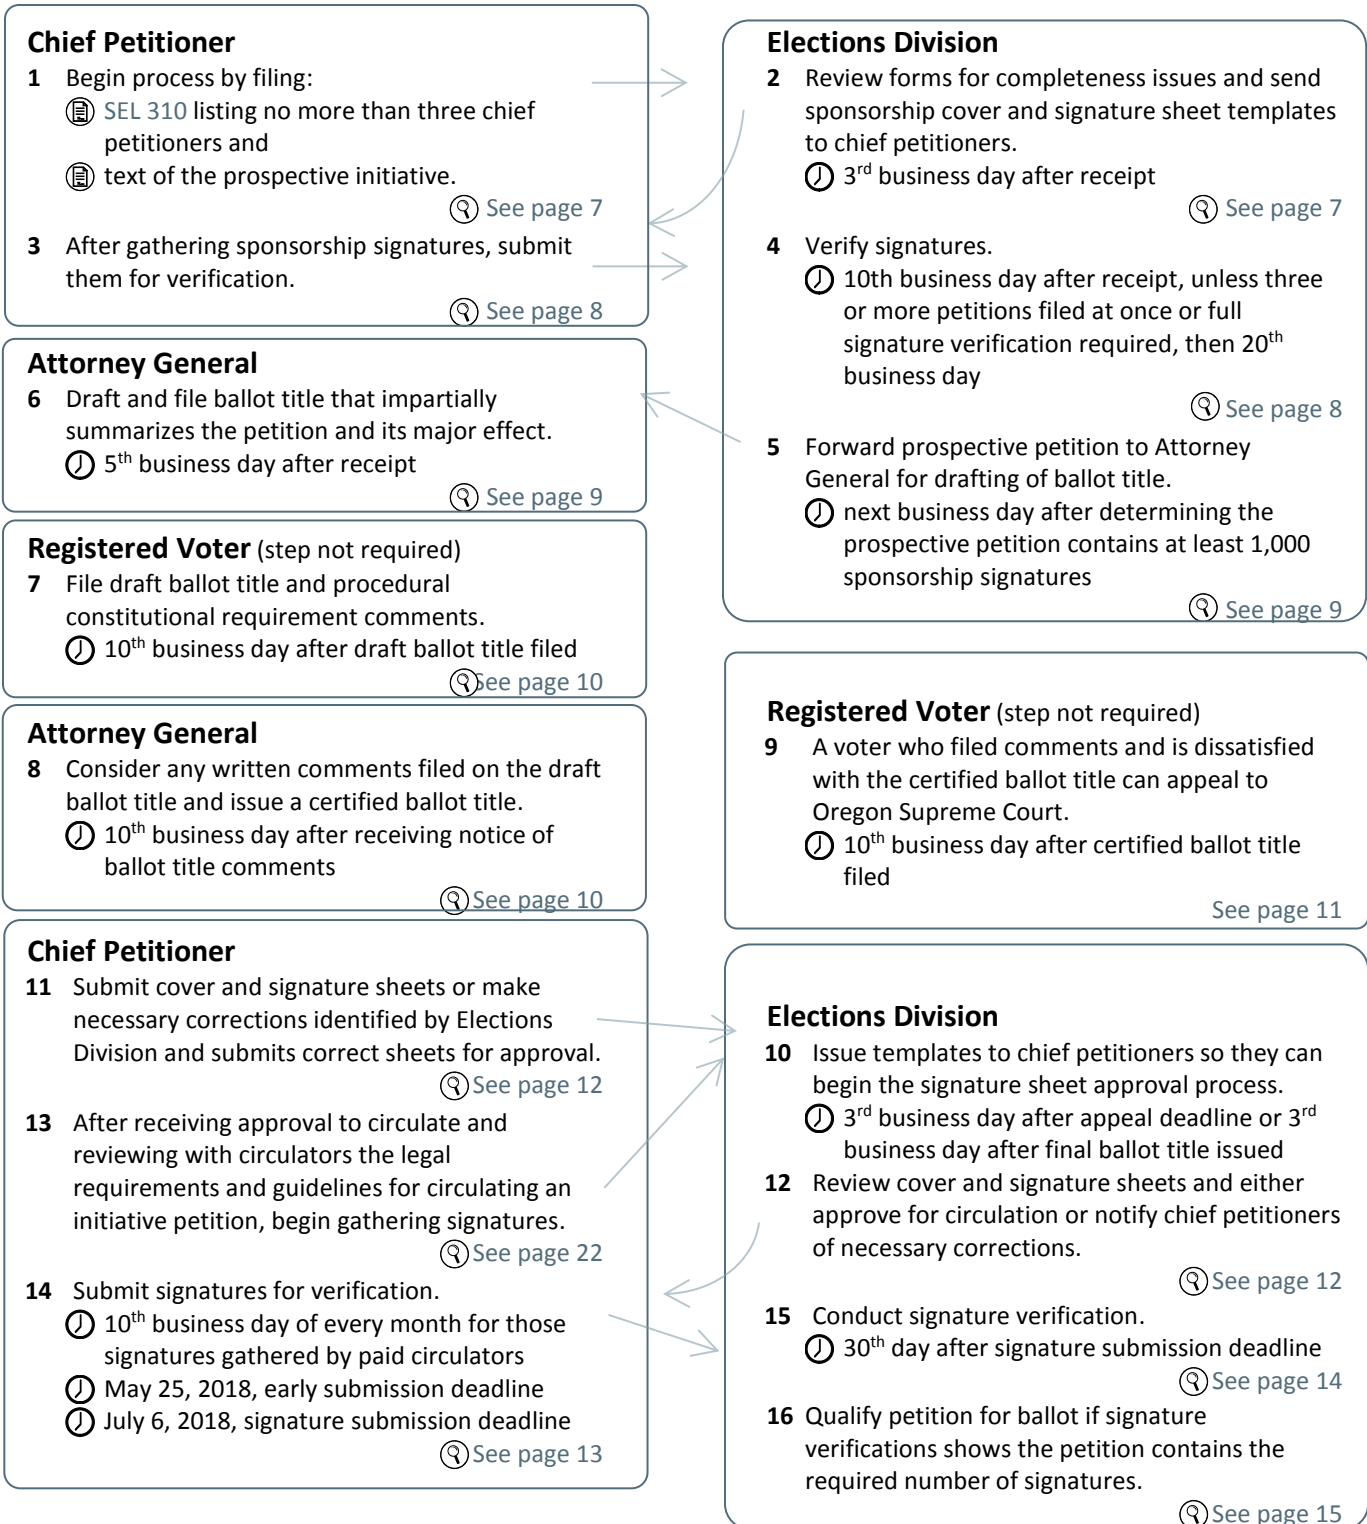 Chief Petitioner
1 Begin process by filing:
SEL 310 listing no more than three chief
petitioners and
text of the prospective initiative.
See page 7
3 After gathering sponsorship signatures, submit
them for verification.
See page 8
Elections Division
2 Review forms for completeness issues and send
sponsorship cover and signature sheet templates
to chief petitioners.
3rd business day after receipt
See page 7
4 Verify signatures.
10th business day after receipt, unless three
or more petitions filed at once or full
signature verification required, then 20th
business day
See page 8
5 Forward prospective petition to Attorney
General for drafting of ballot title.
next business day after determining the
prospective petition contains at least 1,000
sponsorship signatures
See page 9
Attorney General
6 Draft and file ballot title that impartially
summarizes the petition and its major effect.
5th business day after receipt
See page 9
Registered Voter (step not required)
7 File draft ballot title and procedural
constitutional requirement comments.
10th business day after draft ballot title filed
See page 10
Attorney General
8 Consider any written comments filed on the draft
ballot title and issue a certified ballot title.
10th business day after receiving notice of
ballot title comments
See page 10
Registered Voter (step not required)
9 A voter who filed comments and is dissatisfied
with the certified ballot title can appeal to
Oregon Supreme Court.
10th business day after certified ballot title
filed
See page 11
Chief Petitioner
11 Submit cover and signature sheets or make
necessary corrections identified by Elections
Division and submits correct sheets for approval.
See page 12
13 After receiving approval to circulate and
reviewing with circulators the legal
requirements and guidelines for circulating an
initiative petition, begin gathering signatures.
See page 22
14 Submit signatures for verification.
10th business day of every month for those
signatures gathered by paid circulators
May 25, 2018, early submission deadline
July 6, 2018, signature submission deadline
See page 13
Elections Division
10 Issue templates to chief petitioners so they can
begin the signature sheet approval process.
3rd business day after appeal deadline or 3rd
business day after final ballot title issued
12 Review cover and signature sheets and either
approve for circulation or notify chief petitioners
of necessary corrections.
See page 12
15 Conduct signature verification.
30th day after signature submission deadline
See page 14
16 Qualify petition for ballot if signature
verifications shows the petition contains the
required number of signatures.
See page 15